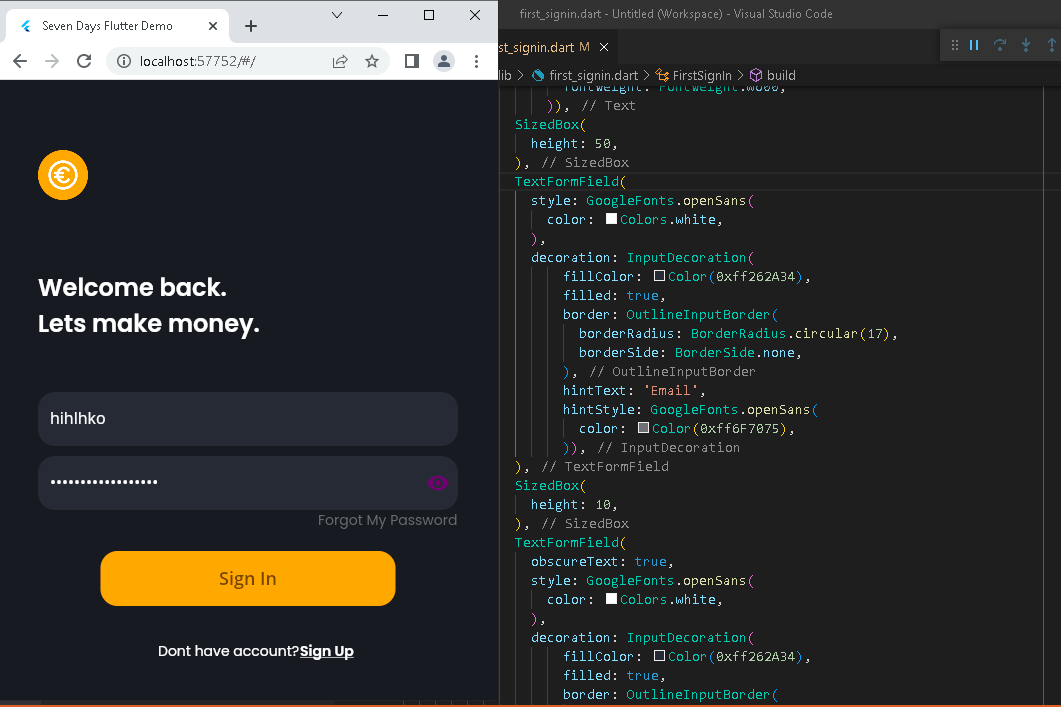 Seven Days Flutter Demo
localhost:57752/#/
€
Welcome back.
Lets make money.
hihlhko
••••••••••••••••••
Forgot My Password
Sign In
Dont have account?Sign Up
first_signin.dart - Untitled (Workspace) - Visual Studio Code
st_signin.dart M
lib > first_signin.dart > FirstSignIn > build
fontWeight: FontWeight.w600,
)), // Text
SizedBox(
height: 50,
), // SizedBox
TextFormField(
style: GoogleFonts.openSans(
color: Colors.white,
),
decoration: InputDecoration(
fillColor: Color(0xff262A34),
filled: true,
border: OutlineInputBorder(
borderRadius: BorderRadius.circular(17),
borderSide: BorderSide.none,
), // OutlineInputBorder
hintText: 'Email',
hintStyle: GoogleFonts.openSans(
color: Color(0xff6F7075),
)), // InputDecoration
), // TextFormField
SizedBox(
height: 10,
), // SizedBox
TextFormField(
obscureText: true,
style: GoogleFonts.openSans(
color: Colors.white,
),
decoration: InputDecoration(
fillColor: Color(0xff262A34),
filled: true,
border: OutlineInputBorder(